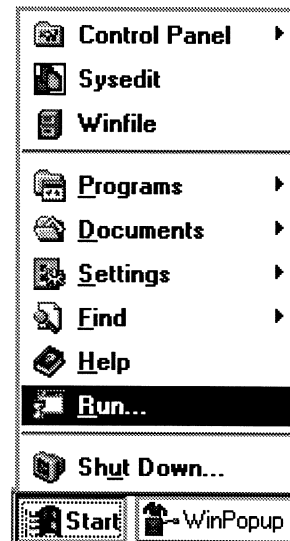 Control Panel
Sysedit
Winfile
Programs
Documents
Settings
Find
Help
Run...
Shut Down...
Start WinPopup